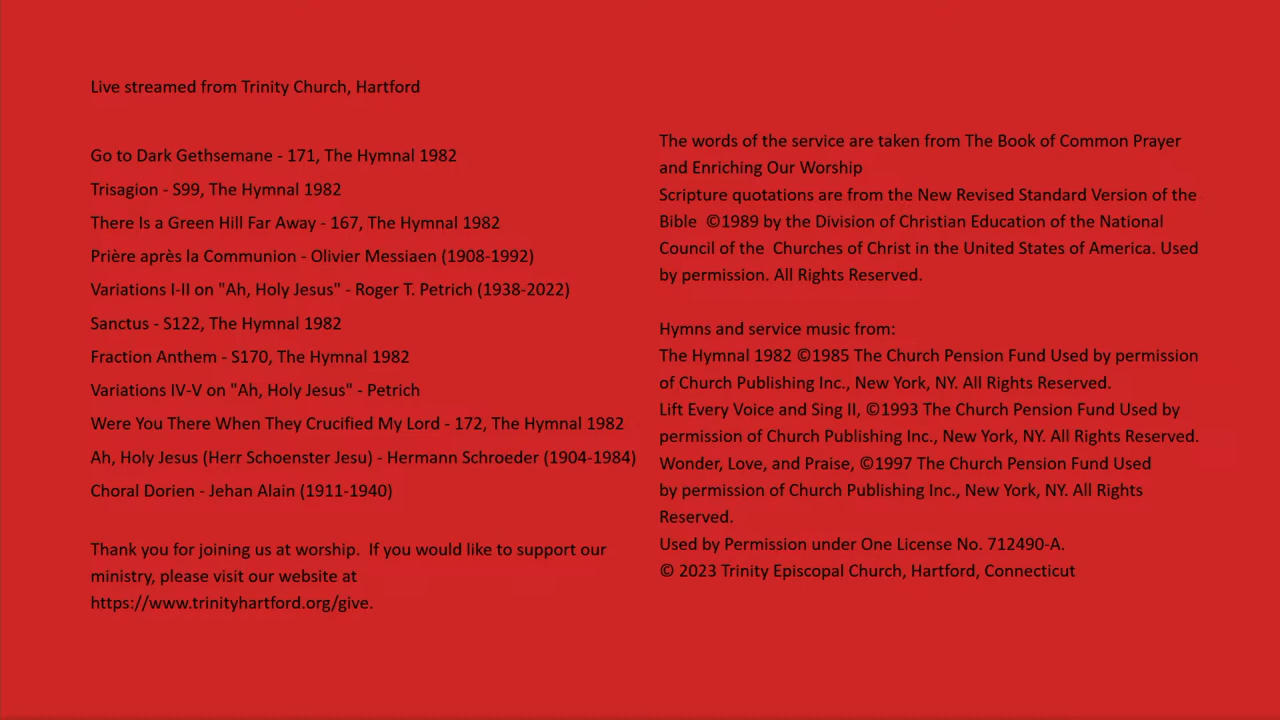 Live streamed from Trinity Church, Hartford
Go to Dark Gethsemane - 171, The Hymnal 1982
Trisagion - S99, The Hymnal 1982
There Is a Green Hill Far Away - 167, The Hymnal 1982
Prière après la Communion - Olivier Messiaen (1908-1992)
Variations I-II on "Ah, Holy Jesus" - Roger T. Petrich (1938-2022)
Sanctus - S122, The Hymnal 1982
Fraction Anthem - S170, The Hymnal 1982
Variations IV-V on "Ah, Holy Jesus" - Petrich
Were You There When They Crucified My Lord - 172, The Hymnal 1982
Ah, Holy Jesus (Herr Schoenster Jesu) - Hermann Schroeder (1904-1984)
Choral Dorien - Jehan Alain (1911-1940)
Thank you for joining us at worship.  If you would like to support our
ministry, please visit our website at
https://www.trinityhartford.org/give.
The words of the service are taken from The Book of Common Prayer
and Enriching Our Worship
Scripture quotations are from the New Revised Standard Version of the
Bible  ©1989 by the Division of Christian Education of the National
Council of the  Churches of Christ in the United States of America. Used
by permission. All Rights Reserved.
Hymns and service music from:
The Hymnal 1982 ©1985 The Church Pension Fund Used by permission
of Church Publishing Inc., New York, NY. All Rights Reserved.
Lift Every Voice and Sing II, ©1993 The Church Pension Fund Used by
permission of Church Publishing Inc., New York, NY. All Rights Reserved.
Wonder, Love, and Praise, ©1997 The Church Pension Fund Used
by permission of Church Publishing Inc., New York, NY. All Rights
Reserved.
Used by Permission under One License No. 712490-A.
© 2023 Trinity Episcopal Church, Hartford, Connecticut